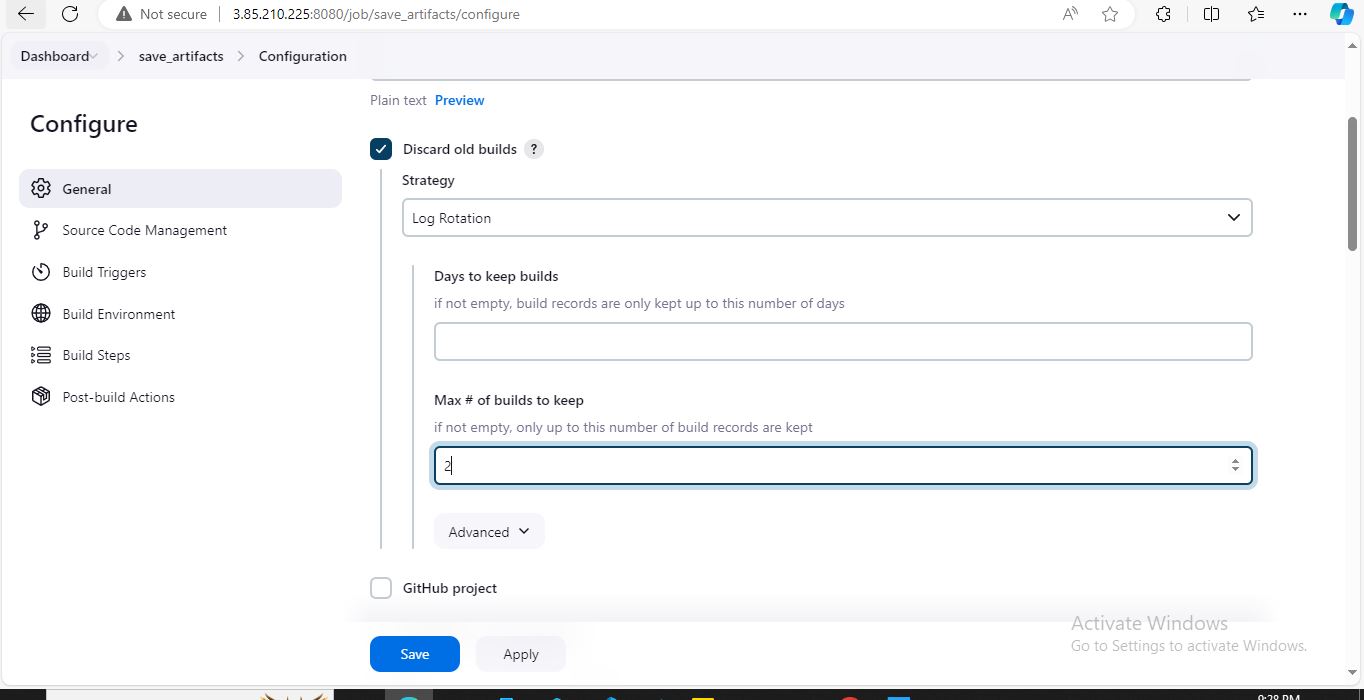 Not secure 3.85.210.225:8080/job/save_artifacts/configure
Dashboard save_artifacts Configuration
Plain text Preview
Configure
Discard old builds ?
Strategy
General
Log Rotation
Source Code Management
Build Triggers
Days to keep builds
if not empty, build records are only kept up to this number of days
Build Environment
Build Steps
Post-build Actions
Max # of builds to keep
if not empty, only up to this number of build records are kept
2
Advanced
GitHub project
Activate Windows
Go to Settings to activate Windows.
Save Apply
9:28 PM